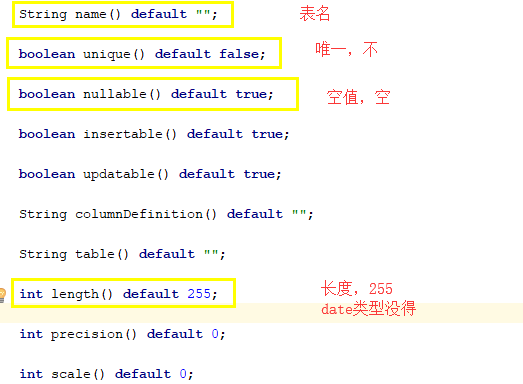 String name() default "";
表名
boolean unique() default false;
唯一，不
boolean nullable() default true;
空值，空
boolean insertable() default true;
boolean updatable() default true;
String columnDefinition() default "";
String table() default "";
int length() default 255;
长度，255
date类型没得
int precision() default 0;
int scale() default 0;